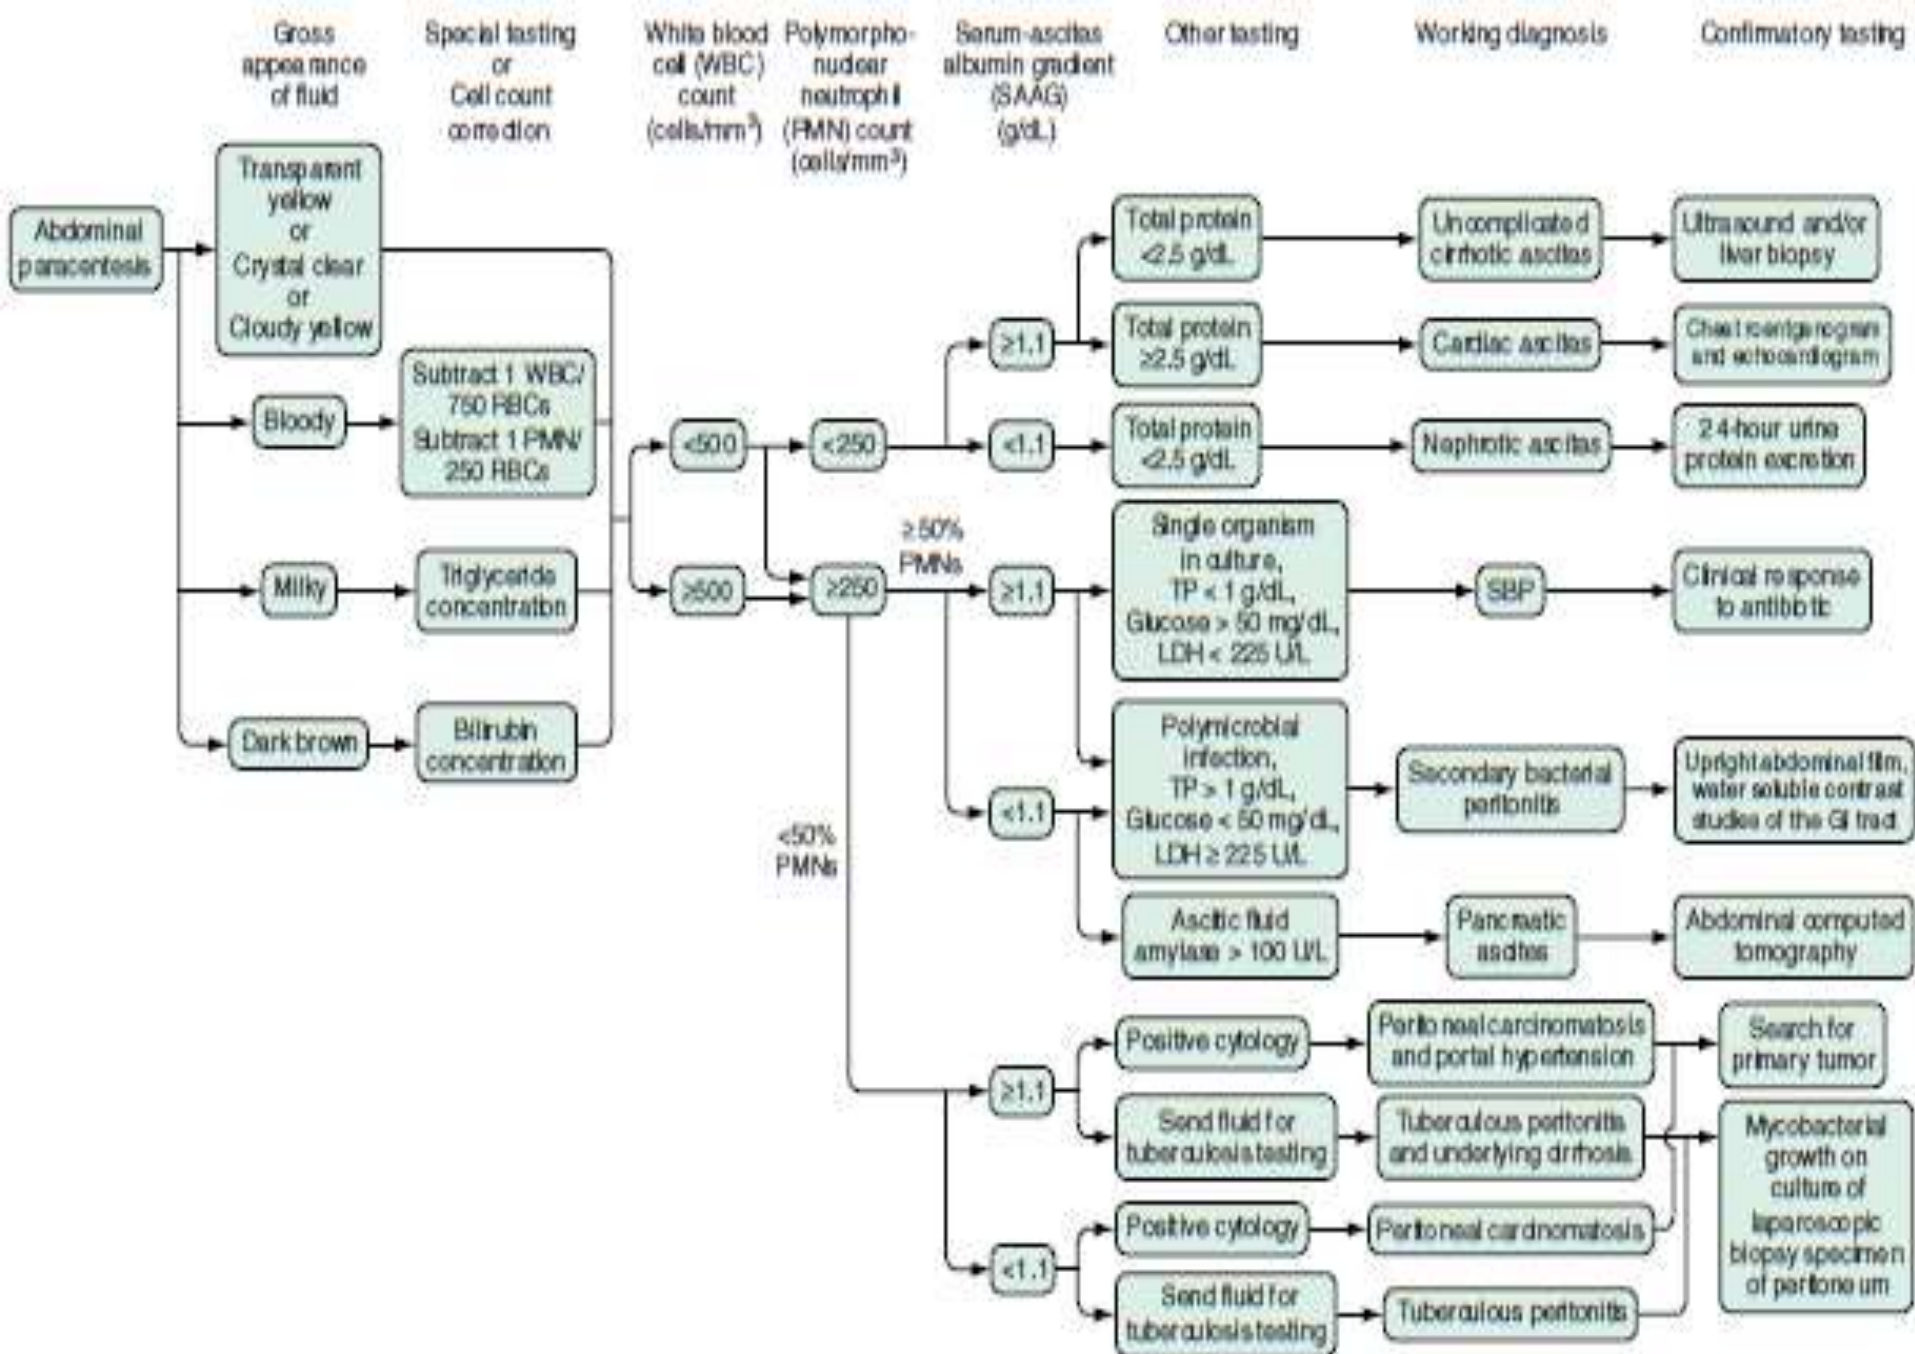 Gross
appearance
of fluid
Special testing
or
Cell count
correction
White blood
cell (WBC)
count
(cells/mm³)
Polymorpho-
nuclear
neutrophil
(PMN) count
(cells/mm³)
Serum-ascites
albumin gradient
(SAAG)
(g/dL)
Other testing
Working diagnosis
Confirmatory testing
Abdominal
paracentesis
Transparent
yellow
or
Crystal clear
or
Cloudy yellow
Bloody
Subtract 1 WBC/
750 RBCs
Subtract 1 PMN/
250 RBCs
Milky
Triglyceride
concentration
Dark brown
Bilirubin
concentration
<500
≥500
<250
≥250
≥50%
PMNs
<50%
PMNs
≥1.1
Total protein
<2.5 g/dL
Uncomplicated
cirrhotic ascites
Ultrasound and/or
liver biopsy
Total protein
≥2.5 g/dL
Cardiac ascites
Chest roentgenogram
and echocardiogram
<1.1
Total protein
<2.5 g/dL
Nephrotic ascites
24-hour urine
protein excretion
≥1.1
Single organism
in culture,
TP < 1 g/dL,
Glucose > 50 mg/dL,
LDH < 225 U/L
SBP
Clinical response
to antibiotic
<1.1
Polymicrobial
infection,
TP > 1 g/dL,
Glucose < 50 mg/dL,
LDH ≥ 225 U/L
Secondary bacterial
peritonitis
Upright abdominal film,
water soluble contrast
studies of the GI tract
Ascitic fluid
amylase > 100 U/L
Pancreatic
ascites
Abdominal computed
tomography
≥1.1
Positive cytology
Peritoneal carcinomatosis
and portal hypertension
Search for
primary tumor
Send fluid for
tuberculosis testing
Tuberculous peritonitis
and underlying cirrhosis
Mycobacterial
growth on
culture of
laparoscopic
biopsy specimen
of peritoneum
<1.1
Positive cytology
Peritoneal carcinomatosis
Send fluid for
tuberculosis testing
Tuberculous peritonitis